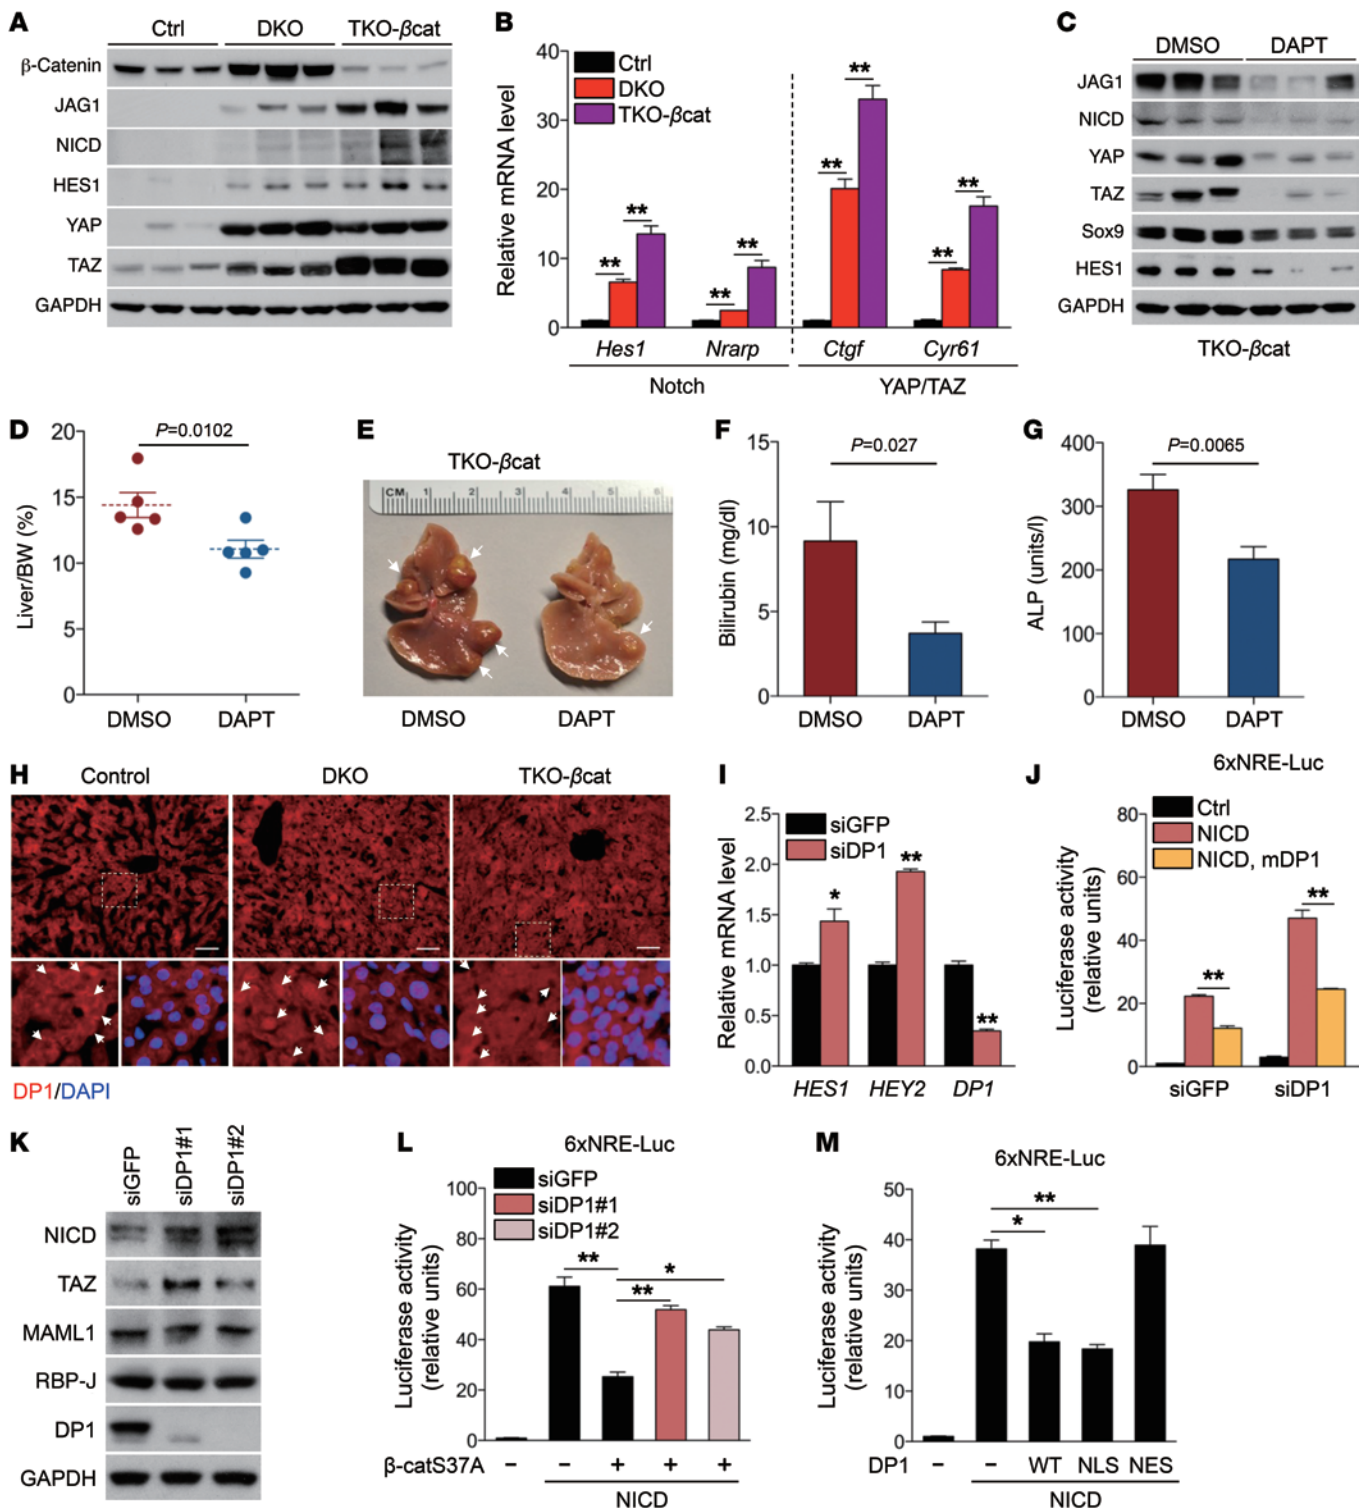 A
Ctrl DKO TKO-βcat
β-Catenin
JAG1
NICD
HES1
YAP
TAZ
GAPDH
B
Relative mRNA level
40
30
20
10
0
Ctrl
DKO
TKO-βcat
** ** ** ** ** ** ** **
Hes1 Nrarp Ctgf Cyr61
Notch YAP/TAZ
C
DMSO DAPT
JAG1
NICD
YAP
TAZ
Sox9
HES1
GAPDH
TKO-βcat
D
Liver/BW (%)
20
15
10
5
0
P=0.0102
DMSO DAPT
E
TKO-βcat
CM 1 2 3 4 5 6
DMSO DAPT
F
Bilirubin (mg/dl)
15
10
5
0
P=0.027
DMSO DAPT
G
ALP (units/l)
400
300
200
100
0
P=0.0065
DMSO DAPT
H
Control DKO TKO-βcat
DP1/DAPI
I
Relative mRNA level
2.5
2.0
1.5
1.0
0.5
0.0
siGFP
siDP1
* ** **
HES1 HEY2 DP1
J
6xNRE-Luc
Luciferase activity
(relative units)
80
60
40
20
0
Ctrl
NICD
NICD, mDP1
** **
siGFP siDP1
K
siGFP siDP1#1 siDP1#2
NICD
TAZ
MAML1
RBP-J
DP1
GAPDH
L
6xNRE-Luc
Luciferase activity
(relative units)
100
80
60
40
20
0
siGFP
siDP1#1
siDP1#2
** ** *
β-catS37A − − + + +
NICD
M
6xNRE-Luc
Luciferase activity
(relative units)
50
40
30
20
10
0
* **
DP1 − − WT NLS NES
NICD